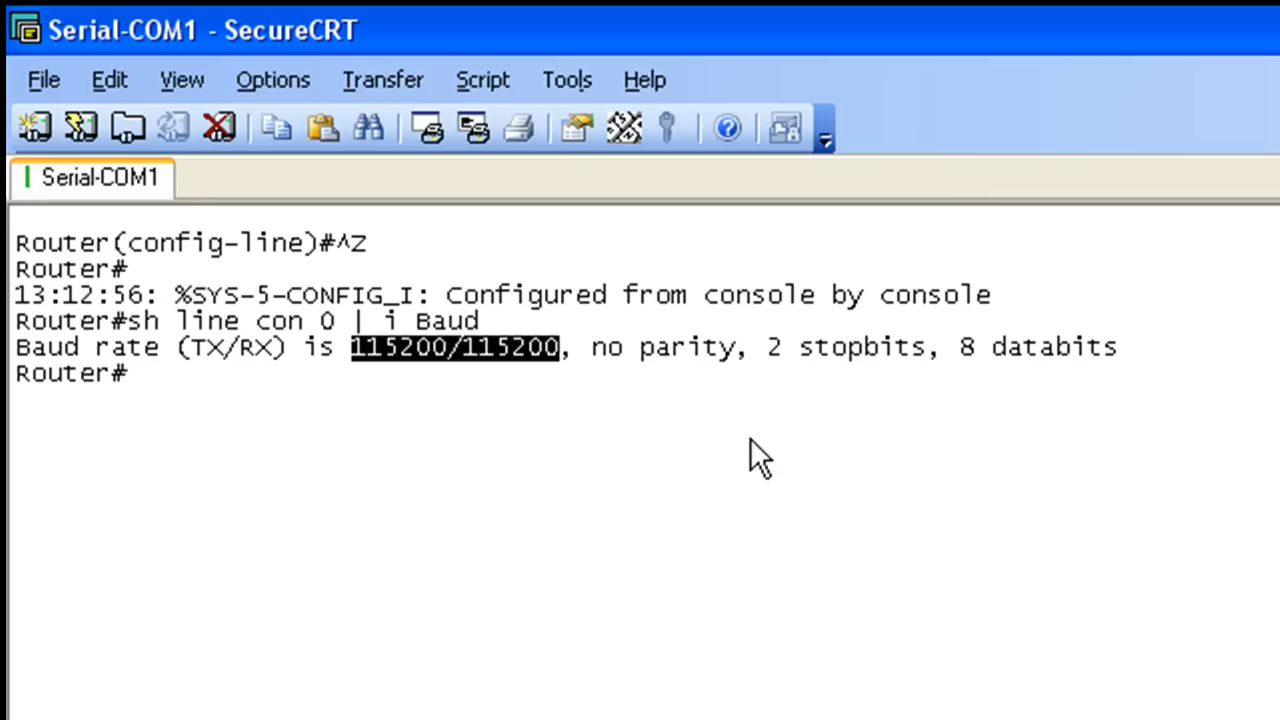 Serial-COM1 - SecureCRT
File Edit View Options Transfer Script Tools Help
Serial-COM1
Router(config-line)#^Z
Router#
13:12:56: %SYS-5-CONFIG_I: Configured from console by console
Router#sh line con 0 | i Baud
Baud rate (TX/RX) is 115200/115200, no parity, 2 stopbits, 8 databits
Router#